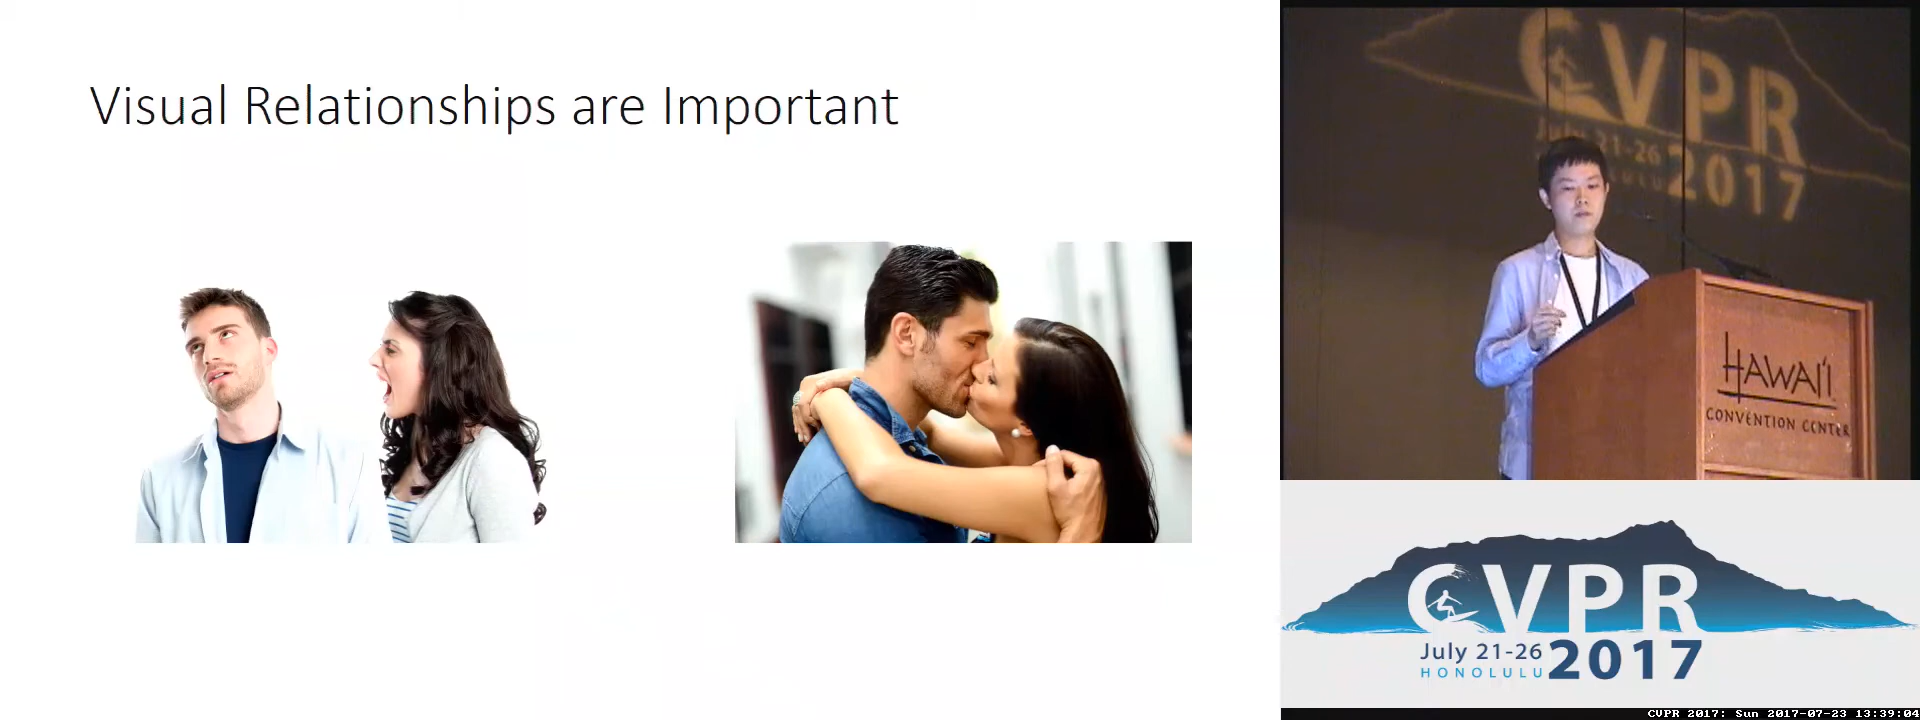 Visual Relationships are Important
CVPR
July 21-26
2017
HAWAI'I
CONVENTION CENTER
CVPR
July 21-26
HONOLULU
2017
CVPR 2017: Sun 2017-07-23 13:39:04